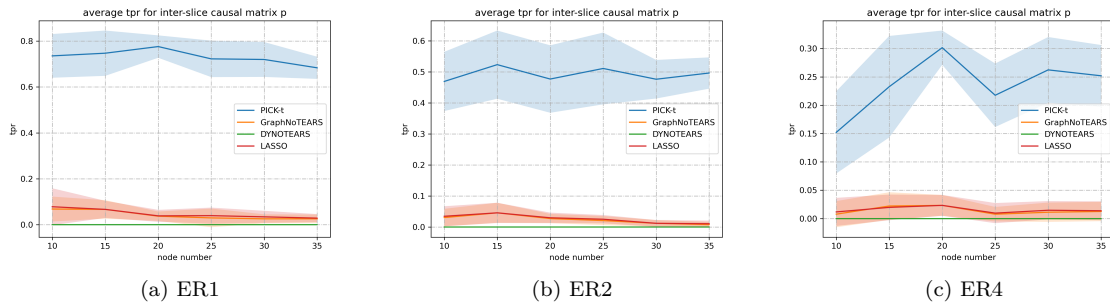 average tpr for inter-slice causal matrix p
0.8
0.6
0.4
0.2
0.0
tpr
PICK-t
GraphNoTEARS
DYNOTEARS
LASSO
10 15 20 25 30 35
node number
(a) ER1
average tpr for inter-slice causal matrix p
0.6
0.5
0.4
0.3
0.2
0.1
0.0
tpr
PICK-t
GraphNoTEARS
DYNOTEARS
LASSO
10 15 20 25 30 35
node number
(b) ER2
average tpr for inter-slice causal matrix p
0.30
0.25
0.20
0.15
0.10
0.05
0.00
tpr
PICK-t
GraphNoTEARS
DYNOTEARS
LASSO
10 15 20 25 30 35
node number
(c) ER4